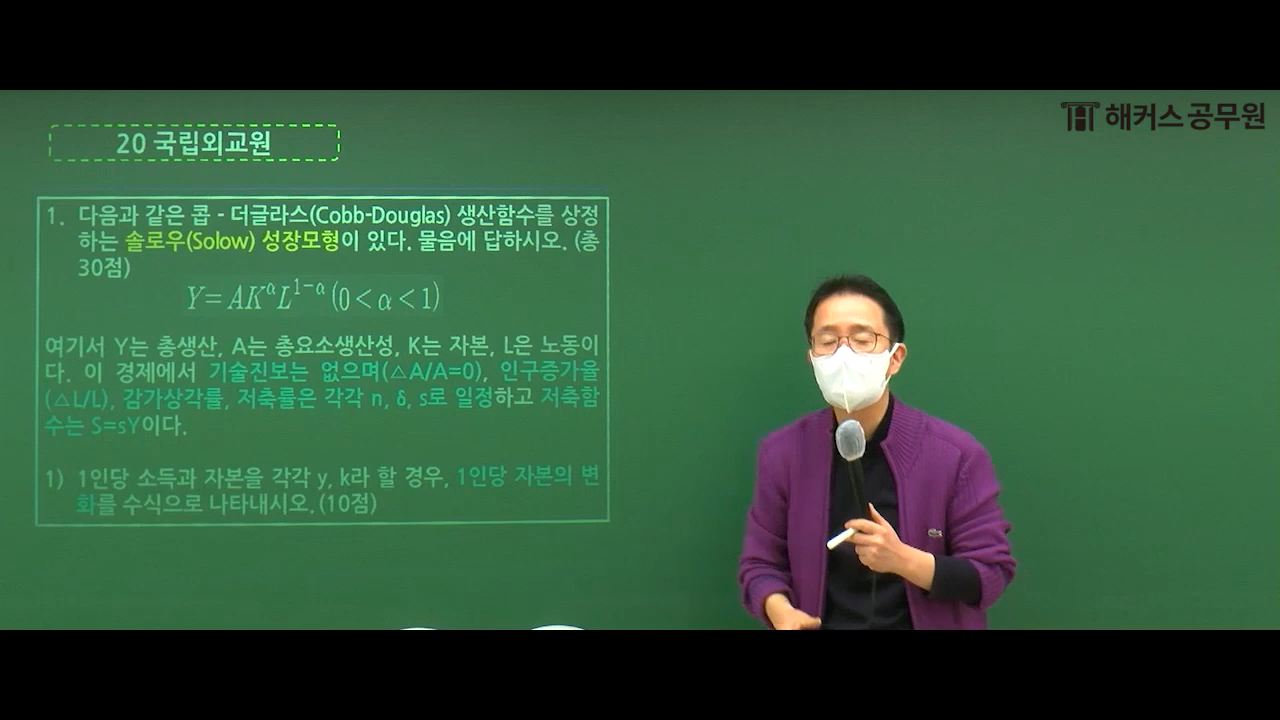 해커스공무원
20 국립외교원
1. 다음과 같은 콥 - 더글라스(Cobb-Douglas) 생산함수를 상정
하는 솔로우(Solow) 성장모형이 있다. 물음에 답하시오. (총
30점)
Y=AK^αL^{1-α}(0<α<1)
여기서 Y는 총생산, A는 총요소생산성, K는 자본, L은 노동이
다. 이 경제에서 기술진보는 없으며(△A/A=0), 인구증가율
(△L/L), 감가상각률, 저축률은 각각 n, δ, s로 일정하고 저축함
수는 S=sY이다.
1) 1인당 소득과 자본을 각각 y, k라 할 경우, 1인당 자본의 변
화를 수식으로 나타내시오. (10점)